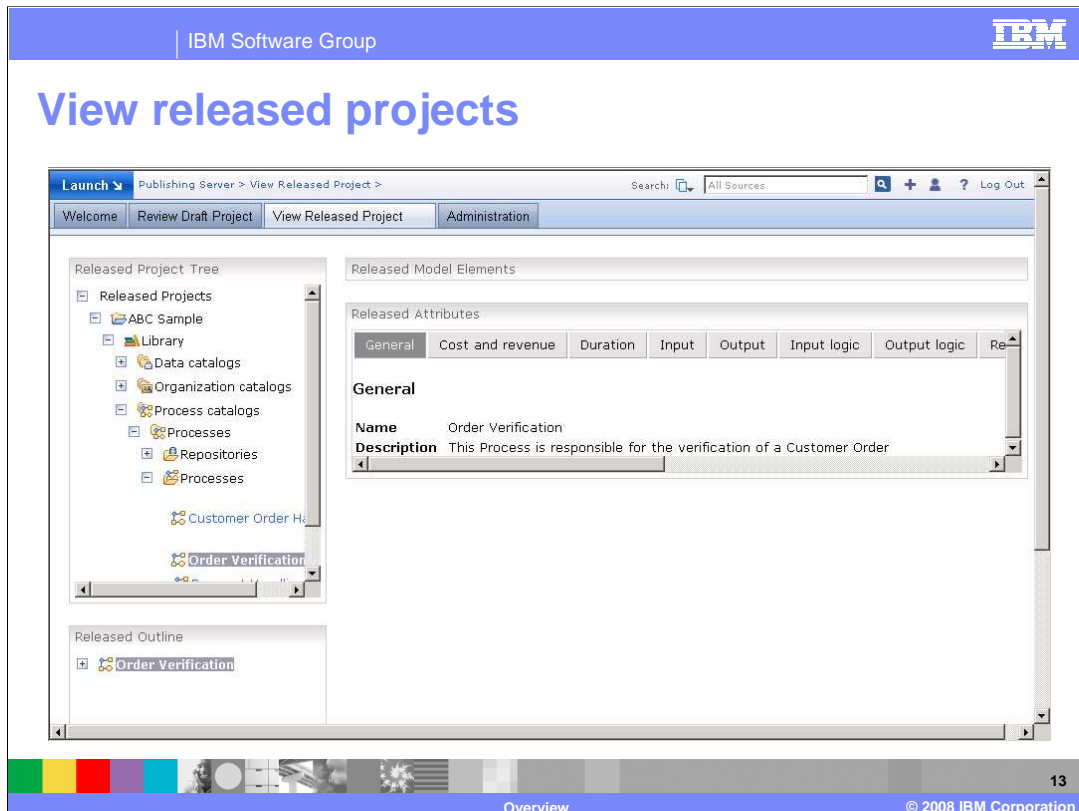 IBM Software Group
IBM
View released projects
Launch Publishing Server > View Released Project > Search: All Sources + ? Log Out
Welcome Review Draft Project View Released Project Administration
Released Project Tree
Released Projects
ABC Sample
Library
Data catalogs
Organization catalogs
Process catalogs
Processes
Repositories
Processes
Customer Order Ha
Order Verification
Released Outline
Order Verification
Released Model Elements
Released Attributes
General Cost and revenue Duration Input Output Input logic Output logic Re
General
Name Order Verification
Description This Process is responsible for the verification of a Customer Order
13
Overview
© 2008 IBM Corporation